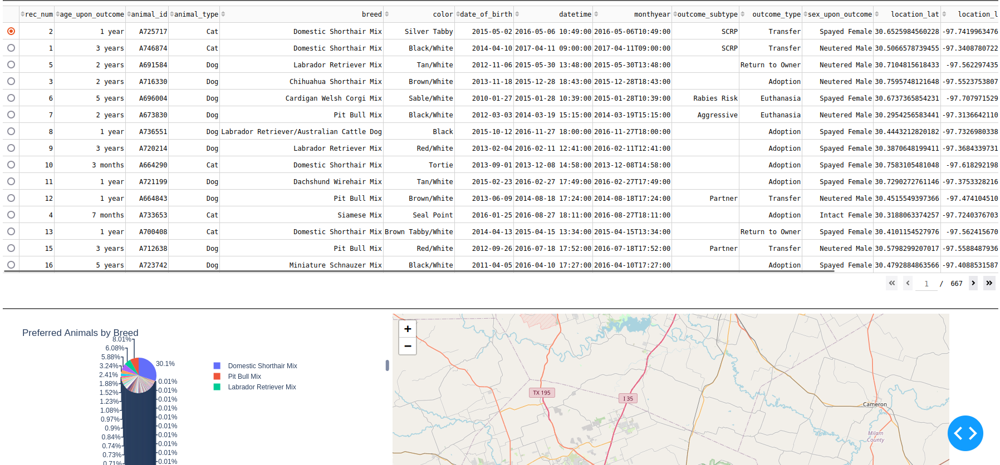 rec_num age_upon_outcome animal_id animal_type breed color date_of_birth datetime monthyear outcome_subtype outcome_type sex_upon_outcome location_lat location_l
2 1 year A725717 Cat Domestic Shorthair Mix Silver Tabby 2015-05-02 2016-05-06 10:49:00 2016-05-06T10:49:00 SCRP Transfer Spayed Female 30.6525984560228 -97.7419963476
1 3 years A746874 Cat Domestic Shorthair Mix Black/White 2014-04-10 2017-04-11 09:00:00 2017-04-11T09:00:00 SCRP Transfer Neutered Male 30.5066578739455 -97.3408780722
5 2 years A691584 Dog Labrador Retriever Mix Tan/White 2012-11-06 2015-05-30 13:48:00 2015-05-30T13:48:00 Return to Owner Neutered Male 30.7104815618433 -97.562297435
3 2 years A716330 Dog Chihuahua Shorthair Mix Brown/White 2013-11-18 2015-12-28 18:43:00 2015-12-28T18:43:00 Adoption Neutered Male 30.7595748121648 -97.5523753807
6 5 years A696004 Dog Cardigan Welsh Corgi Mix Sable/White 2010-01-27 2015-01-28 10:39:00 2015-01-28T10:39:00 Rabies Risk Euthanasia Spayed Female 30.6737365854231 -97.707971529
7 2 years A673830 Dog Pit Bull Mix Black/White 2012-03-03 2014-03-19 15:15:00 2014-03-19T15:15:00 Aggressive Euthanasia Neutered Male 30.2954256583441 -97.3136642110
8 1 year A736551 Dog Labrador Retriever/Australian Cattle Dog Black 2015-10-12 2016-11-27 18:00:00 2016-11-27T18:00:00 Adoption Spayed Female 30.4443212820182 -97.7326980338
9 3 years A720214 Dog Labrador Retriever Mix Red/White 2013-02-04 2016-02-11 12:41:00 2016-02-11T12:41:00 Adoption Spayed Female 30.3870648199411 -97.3684339731
10 3 months A664290 Cat Domestic Shorthair Mix Tortie 2013-09-01 2013-12-08 14:58:00 2013-12-08T14:58:00 Adoption Spayed Female 30.7583105481048 -97.618292198
11 1 year A721199 Dog Dachshund Wirehair Mix Tan/White 2015-02-23 2016-02-27 17:49:00 2016-02-27T17:49:00 Adoption Spayed Female 30.7290272761146 -97.3753328216
12 1 year A664843 Dog Pit Bull Mix Brown/White 2013-06-09 2014-08-18 17:24:00 2014-08-18T17:24:00 Partner Transfer Neutered Male 30.4515549397366 -97.474104510
4 7 months A733653 Cat Siamese Mix Seal Point 2016-01-25 2016-08-27 18:11:00 2016-08-27T18:11:00 Adoption Intact Female 30.3188063374257 -97.7240376703
13 1 year A700408 Cat Domestic Shorthair Mix Brown Tabby/White 2014-04-13 2015-04-15 13:34:00 2015-04-15T13:34:00 Return to Owner Spayed Female 30.4101154527976 -97.562415670
15 3 years A712638 Dog Pit Bull Mix Red/White 2012-09-26 2016-07-18 17:52:00 2016-07-18T17:52:00 Partner Transfer Neutered Male 30.5798299207017 -97.5588487936
16 5 years A723742 Dog Miniature Schnauzer Mix Black/White 2011-04-05 2016-04-10 17:27:00 2016-04-10T17:27:00 Adoption Spayed Female 30.4792884863566 -97.4088531587
1 / 667
Preferred Animals by Breed
8.01%
6.08%
5.88%
3.24%
2.41%
1.88%
1.52%
1.23%
1.08%
0.97%
0.9%
0.84%
0.74%
0.73%
0.71%
30.1%
0.01%
0.01%
0.01%
0.01%
0.01%
0.01%
0.01%
0.01%
0.01%
0.01%
Domestic Shorthair Mix
Pit Bull Mix
Labrador Retriever Mix
+
−
TX 195
I 35
Cameron
Milam
County